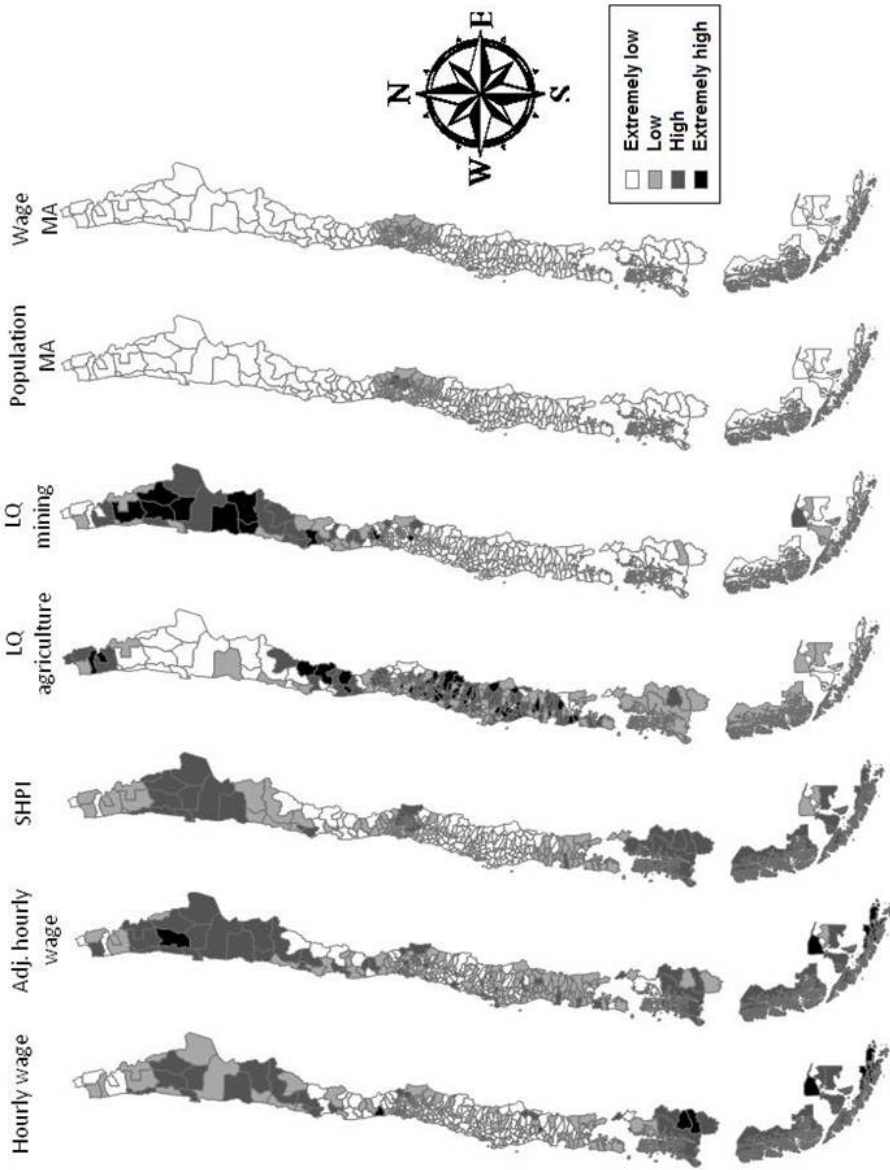 Hourly wage
Adj. hourly
wage
SHPI
LQ
agriculture
LQ
mining
Population
MA
Wage
MA
N
W
E
S
Extremely low
Low
High
Extremely high